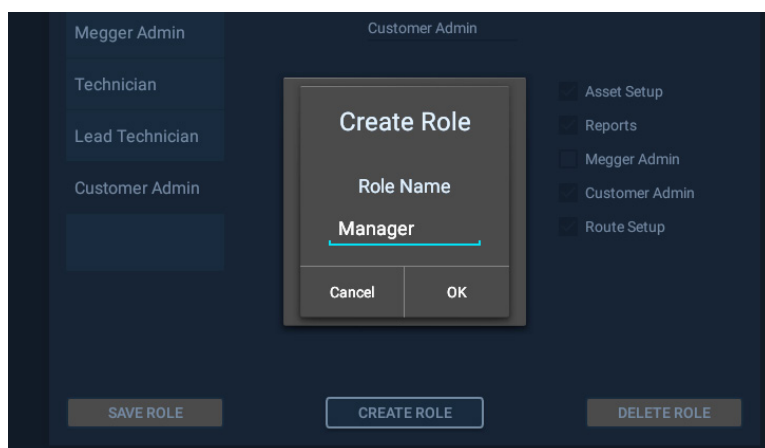 Megger Admin
Technician
Lead Technician
Customer Admin
Customer Admin
Create Role
Role Name
Manager
Cancel
OK
Asset Setup
Reports
Megger Admin
Customer Admin
Route Setup
SAVE ROLE
CREATE ROLE
DELETE ROLE